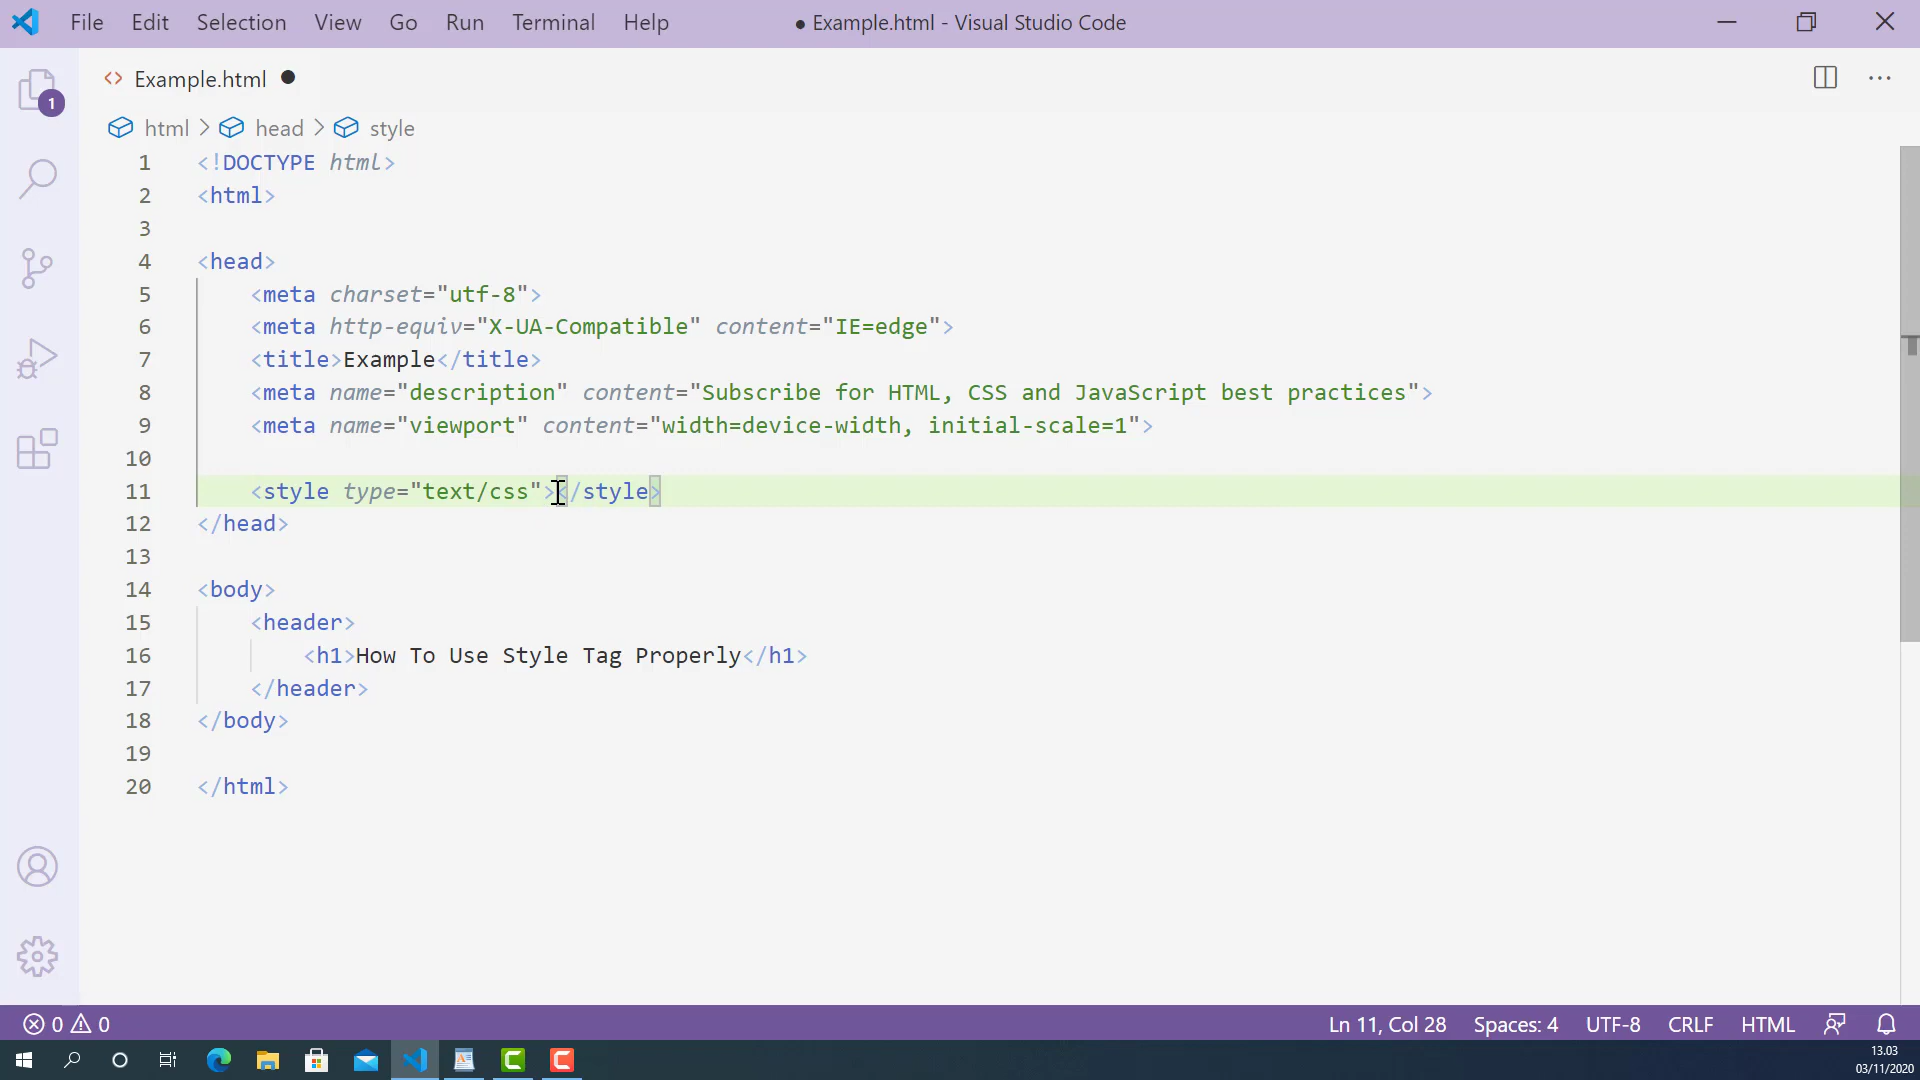 File Edit Selection View Go Run Terminal Help ● Example.html - Visual Studio Code
<> Example.html ●
1
html > head > style
1 <!DOCTYPE html>
2 <html>
3
4 <head>
5     <meta charset="utf-8">
6     <meta http-equiv="X-UA-Compatible" content="IE=edge">
7     <title>Example</title>
8     <meta name="description" content="Subscribe for HTML, CSS and JavaScript best practices">
9     <meta name="viewport" content="width=device-width, initial-scale=1">
10
11     <style type="text/css"></style>
12 </head>
13
14 <body>
15     <header>
16         <h1>How To Use Style Tag Properly</h1>
17     </header>
18 </body>
19
20 </html>
0 0 Ln 11, Col 28 Spaces: 4 UTF-8 CRLF HTML
13.03
03/11/2020